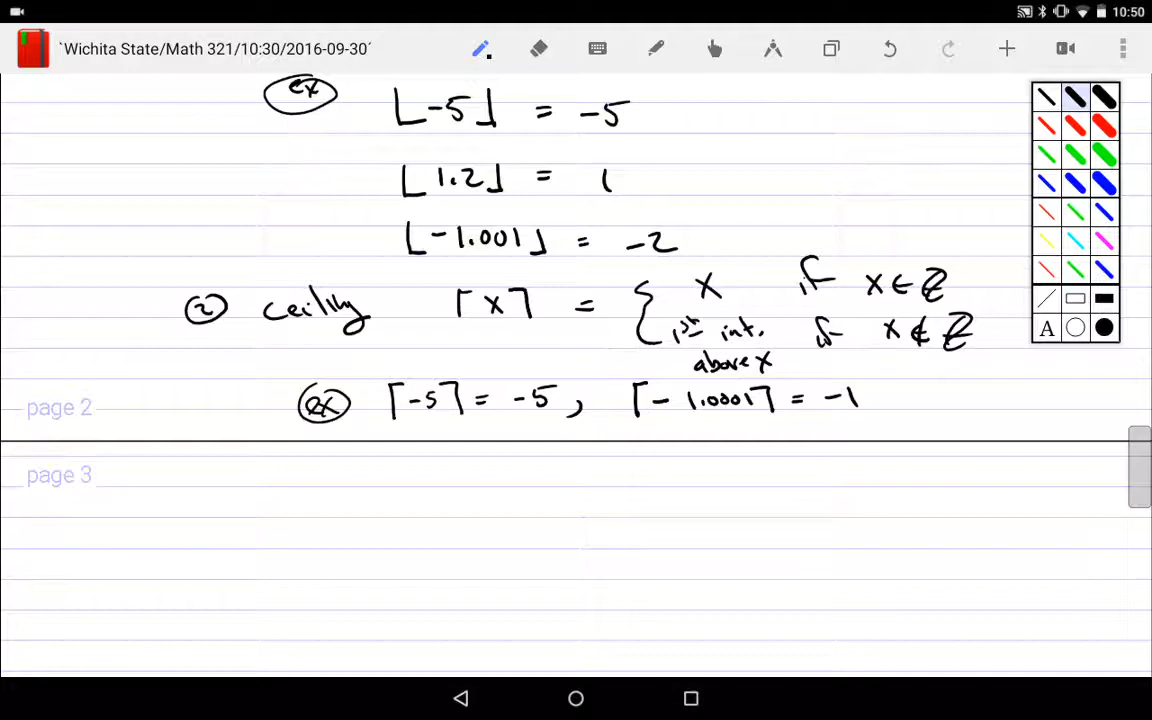 10:50
`Wichita State/Math 321/10:30/2016-09-30´
ex
⌊-5⌋ = -5
⌊1.2⌋ = 1
⌊-1.001⌋ = -2
② ceiling ⌈x⌉ = { x if x ∈ ℤ
1st int. above x if x ∉ ℤ
ex ⌈-5⌉ = -5, ⌈-1.0001⌉ = -1
page 2
page 3
A